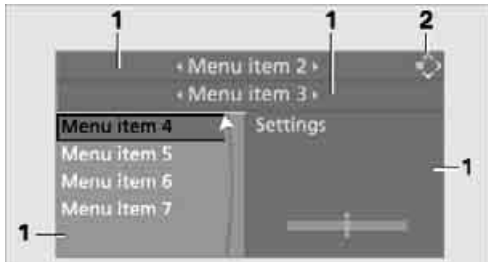 1 1 2
◂ Menu item 2 ▸
◂ Menu item 3 ▸
Menu item 4 Settings
Menu item 5
Menu item 6 1
Menu item 7
1